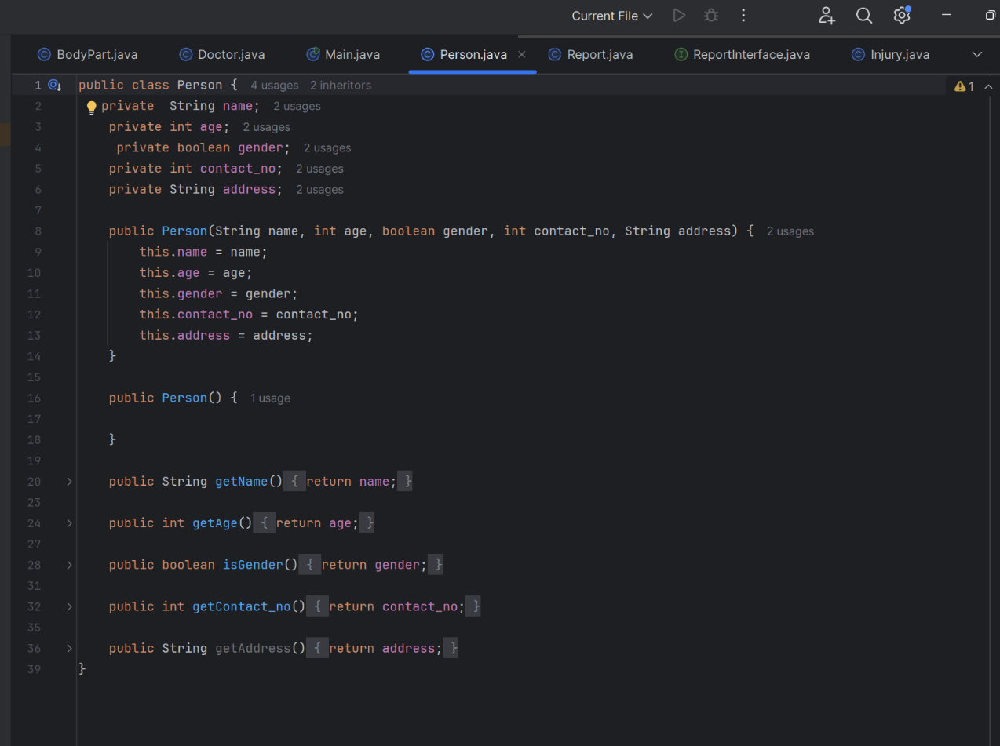 Current File
BodyPart.java Doctor.java Main.java Person.java Report.java ReportInterface.java Injury.java
1 public class Person { 4 usages 2 inheritors 1
2 private  String name; 2 usages
3 private int age; 2 usages
4 private boolean gender; 2 usages
5 private int contact_no; 2 usages
6 private String address; 2 usages
7
8 public Person(String name, int age, boolean gender, int contact_no, String address) { 2 usages
9 this.name = name;
10 this.age = age;
11 this.gender = gender;
12 this.contact_no = contact_no;
13 this.address = address;
14 }
15
16 public Person() { 1 usage
17
18 }
19
20 public String getName() { return name; }
23
24 public int getAge() { return age; }
27
28 public boolean isGender() { return gender; }
31
32 public int getContact_no() { return contact_no; }
35
36 public String getAddress() { return address; }
39 }